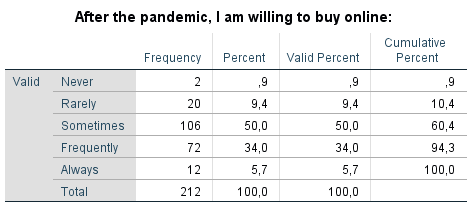 After the pandemic, I am willing to buy online:
Frequency Percent Valid Percent Cumulative Percent
Valid Never 2 ,9 ,9 ,9
Rarely 20 9,4 9,4 10,4
Sometimes 106 50,0 50,0 60,4
Frequently 72 34,0 34,0 94,3
Always 12 5,7 5,7 100,0
Total 212 100,0 100,0